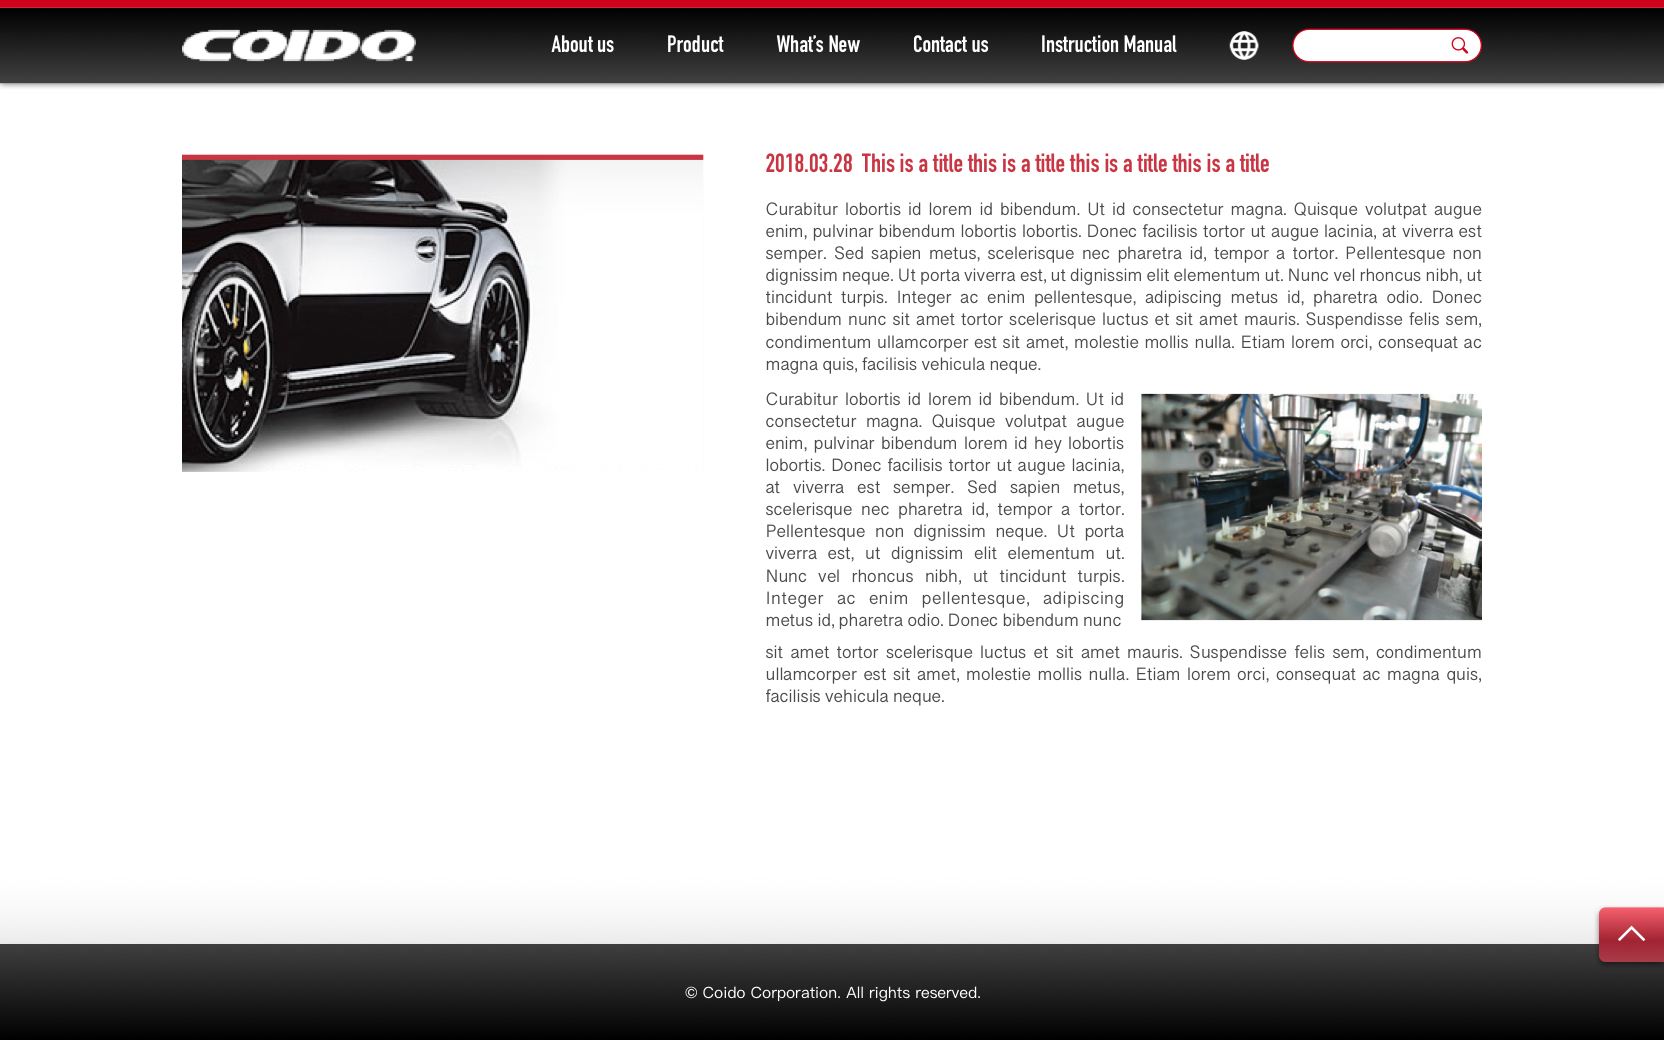 COIDO.
About us
Product
What's New
Contact us
Instruction Manual
2018.03.28 This is a title this is a title this is a title this is a title
Curabitur lobortis id lorem id bibendum. Ut id consectetur magna. Quisque volutpat augue
enim, pulvinar bibendum lobortis lobortis. Donec facilisis tortor ut augue lacinia, at viverra est
semper. Sed sapien metus, scelerisque nec pharetra id, tempor a tortor. Pellentesque non
dignissim neque. Ut porta viverra est, ut dignissim elit elementum ut. Nunc vel rhoncus nibh, ut
tincidunt turpis. Integer ac enim pellentesque, adipiscing metus id, pharetra odio. Donec
bibendum nunc sit amet tortor scelerisque luctus et sit amet mauris. Suspendisse felis sem,
condimentum ullamcorper est sit amet, molestie mollis nulla. Etiam lorem orci, consequat ac
magna quis, facilisis vehicula neque.
Curabitur lobortis id lorem id bibendum. Ut id
consectetur magna. Quisque volutpat augue
enim, pulvinar bibendum lorem id hey lobortis
lobortis. Donec facilisis tortor ut augue lacinia,
at viverra est semper. Sed sapien metus,
scelerisque nec pharetra id, tempor a tortor.
Pellentesque non dignissim neque. Ut porta
viverra est, ut dignissim elit elementum ut.
Nunc vel rhoncus nibh, ut tincidunt turpis.
Integer ac enim pellentesque, adipiscing
metus id, pharetra odio. Donec bibendum nunc
sit amet tortor scelerisque luctus et sit amet mauris. Suspendisse felis sem, condimentum
ullamcorper est sit amet, molestie mollis nulla. Etiam lorem orci, consequat ac magna quis,
facilisis vehicula neque.
© Coido Corporation. All rights reserved.